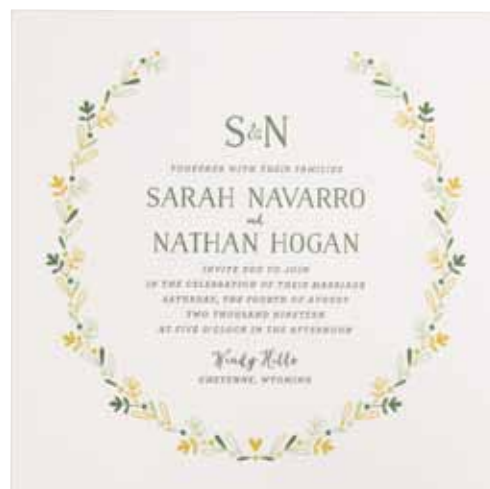 S&N
TOGETHER WITH THEIR FAMILIES
SARAH NAVARRO
and
NATHAN HOGAN
INVITE YOU TO JOIN
IN THE CELEBRATION OF THEIR MARRIAGE
SATURDAY, THE FOURTH OF AUGUST
TWO THOUSAND NINETEEN
AT FIVE O'CLOCK IN THE AFTERNOON
Windy Hills
CHEYENNE, WYOMING